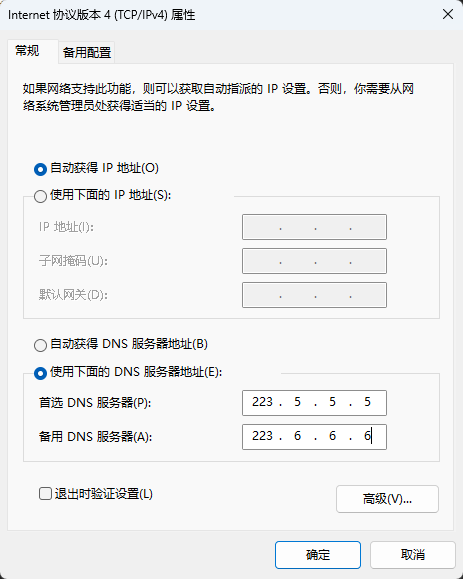 Internet 协议版本 4 (TCP/IPv4) 属性
常规 备用配置
如果网络支持此功能，则可以获取自动指派的 IP 设置。否则，你需要从网
络系统管理员处获得适当的 IP 设置。
自动获得 IP 地址(O)
使用下面的 IP 地址(S):
IP 地址(I): . . .
子网掩码(U): . . .
默认网关(D): . . .
自动获得 DNS 服务器地址(B)
使用下面的 DNS 服务器地址(E):
首选 DNS 服务器(P): 223 . 5 . 5 . 5
备用 DNS 服务器(A): 223 . 6 . 6 . 6
退出时验证设置(L)
高级(V)...
确定 取消